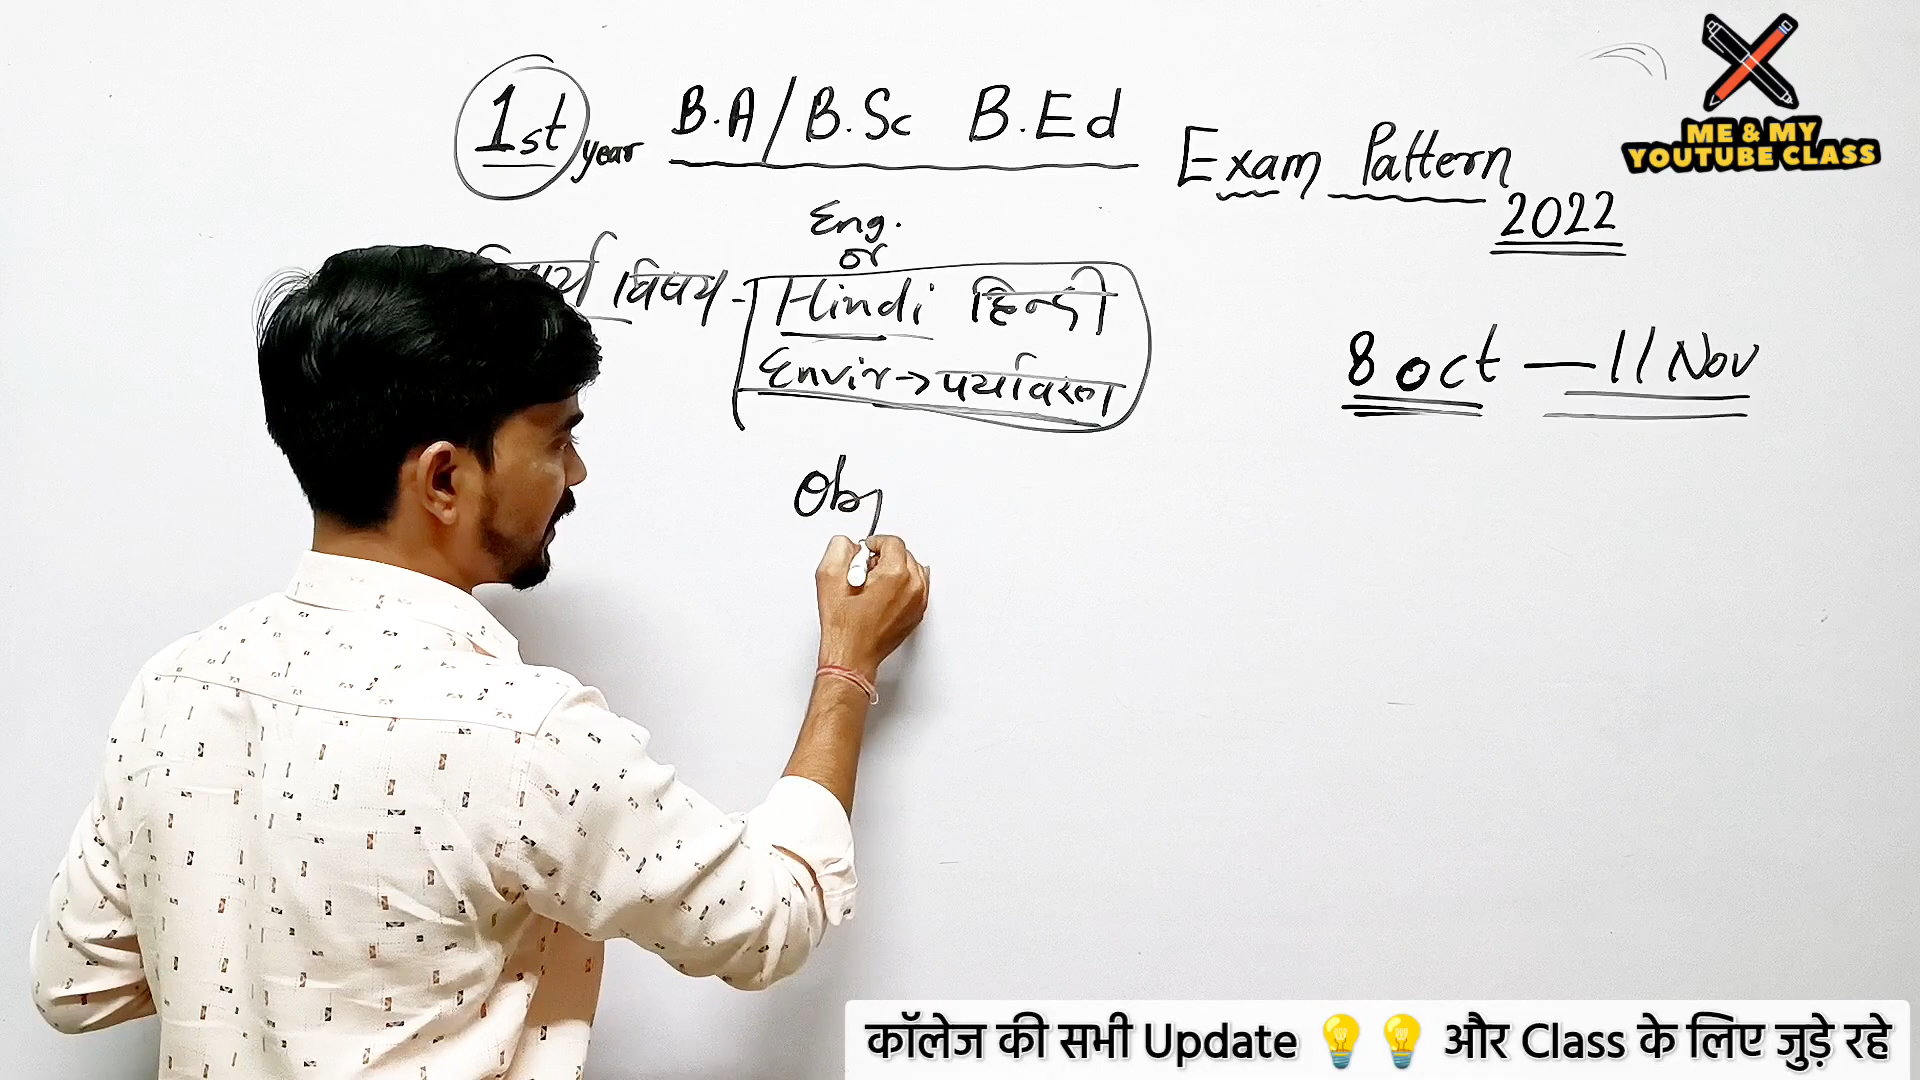 1st year B.A/B.Sc B.Ed Exam Pattern
2022
ME & MY
YOUTUBE CLASS
Eng.
or
विषय - Hindi हिन्दी
Envir→पर्यावरण
8 oct — 11 Nov
Obj
कॉलेज की सभी Update 💡💡 और Class के लिए जुड़े रहे